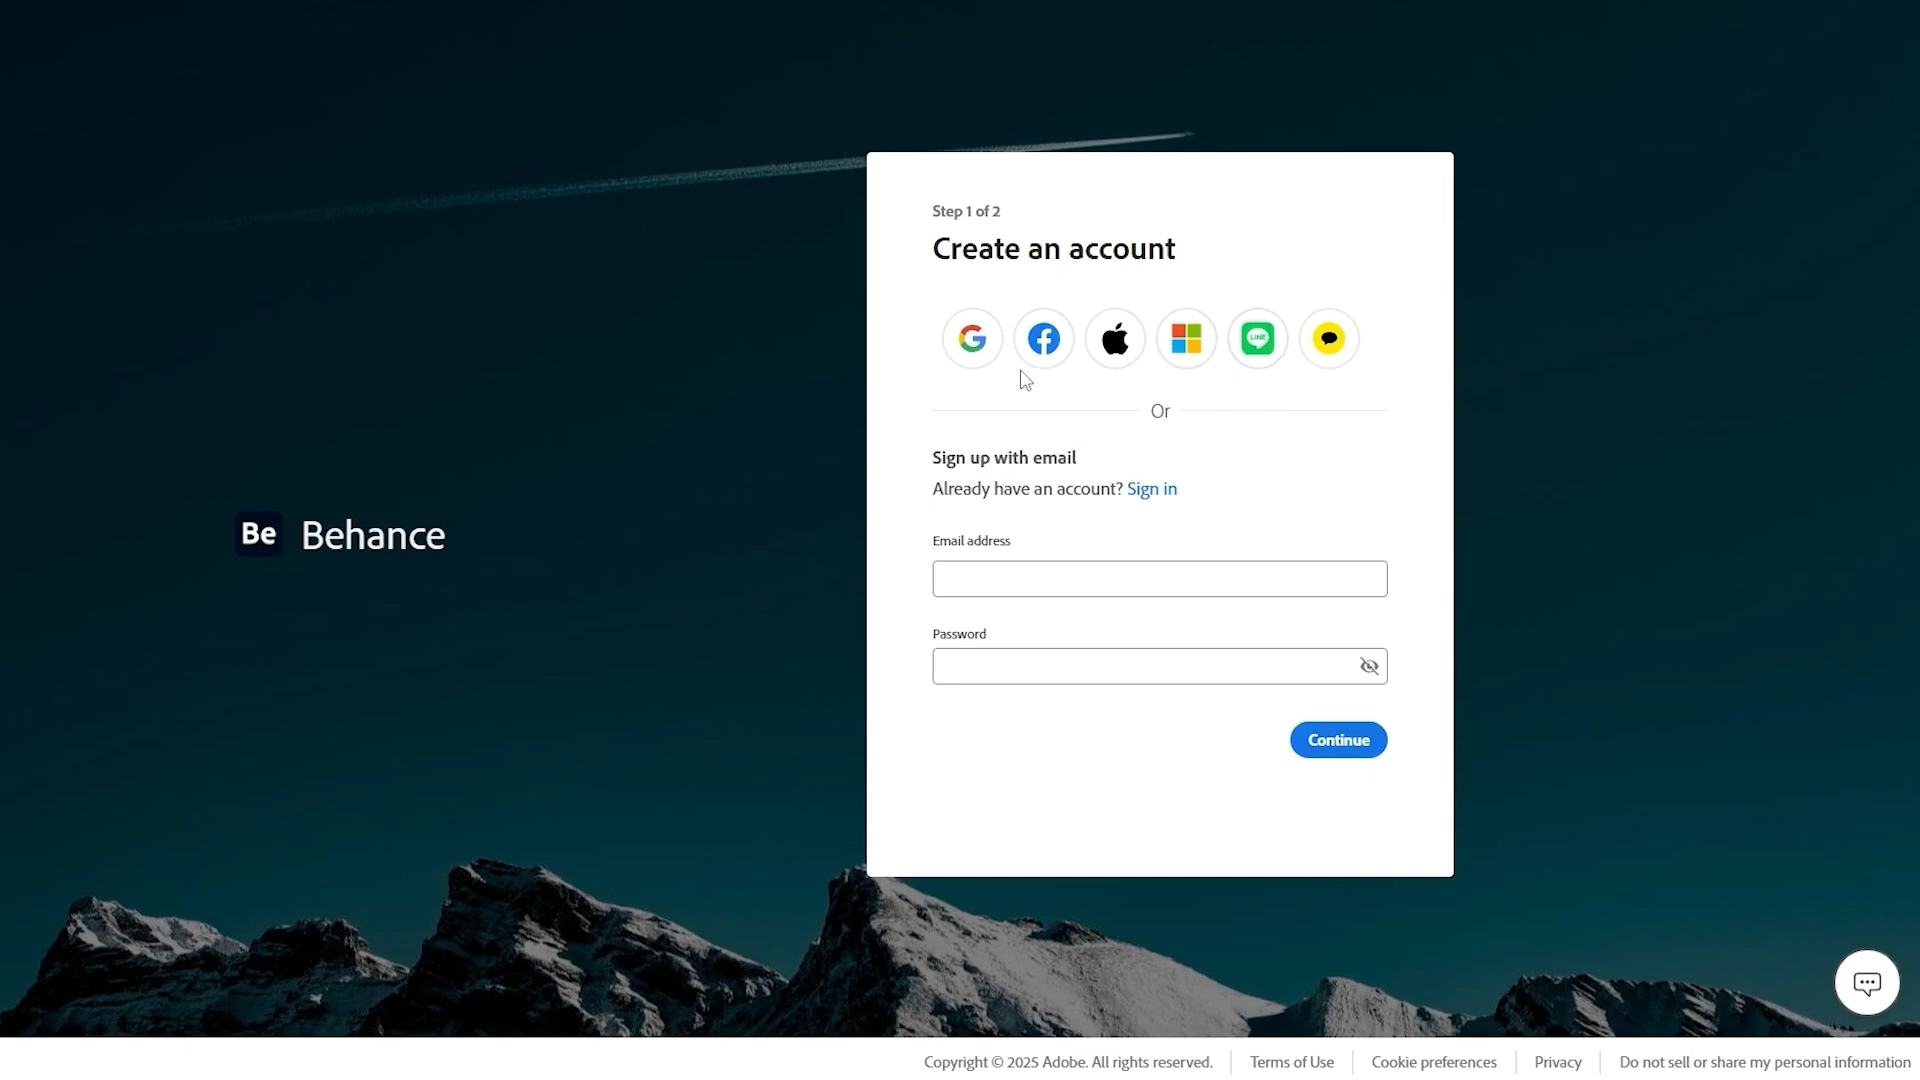 Step 1 of 2
Create an account
LINE
Or
Sign up with email
Already have an account? Sign in
Email address
Be Behance
Password
Continue
Copyright © 2025 Adobe. All rights reserved. Terms of Use Cookie preferences Privacy Do not sell or share my personal information